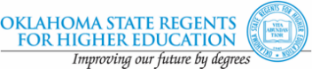 OKLAHOMA STATE REGENTS
FOR HIGHER EDUCATION
Improving our future by degrees